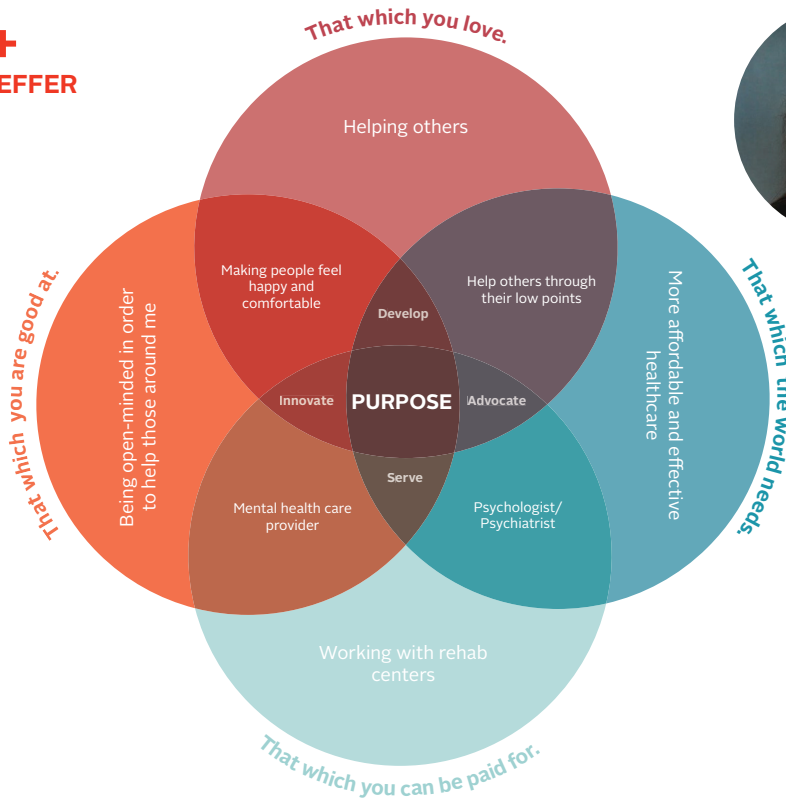 EFFER
That which you love.
Helping others
Making people feel
happy and
comfortable
Help others through
their low points
Develop
That which you are good at.
Being open-minded in order
to help those around me
Innovate
PURPOSE
Advocate
More affordable and effective
healthcare
That which the world needs.
Serve
Mental health care
provider
Psychologist/
Psychiatrist
Working with rehab
centers
That which you can be paid for.